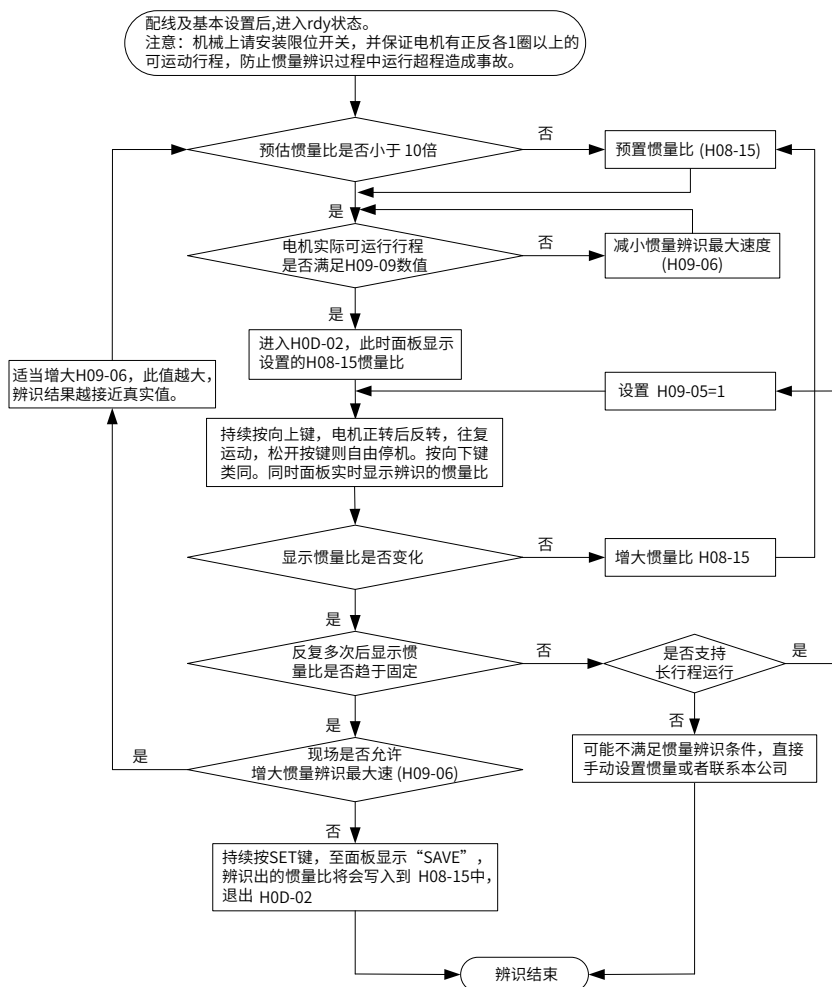 配线及基本设置后,进入rdy状态。
注意：机械上请安装限位开关，并保证电机有正反各1圈以上的
可运动行程，防止惯量辨识过程中运行超程造成事故。
预估惯量比是否小于 10倍
否
预置惯量比 (H08-15)
是
电机实际可运行行程
是否满足H09-09数值
否
减小惯量辨识最大速度
(H09-06)
是
进入H0D-02，此时面板显示
设置的H08-15惯量比
适当增大H09-06，此值越大，
辨识结果越接近真实值。
设置 H09-05=1
持续按向上键，电机正转后反转，往复
运动，松开按键则自由停机。按向下键
类同。同时面板实时显示辨识的惯量比
显示惯量比是否变化
否
增大惯量比 H08-15
是
反复多次后显示惯
量比是否趋于固定
否
是否支持
长行程运行
是
是
否
现场是否允许
增大惯量辨识最大速 (H09-06)
是
可能不满足惯量辨识条件，直接
手动设置惯量或者联系本公司
否
持续按SET键，至面板显示“SAVE”，
辨识出的惯量比将会写入到 H08-15中，
退出 H0D-02
辨识结束